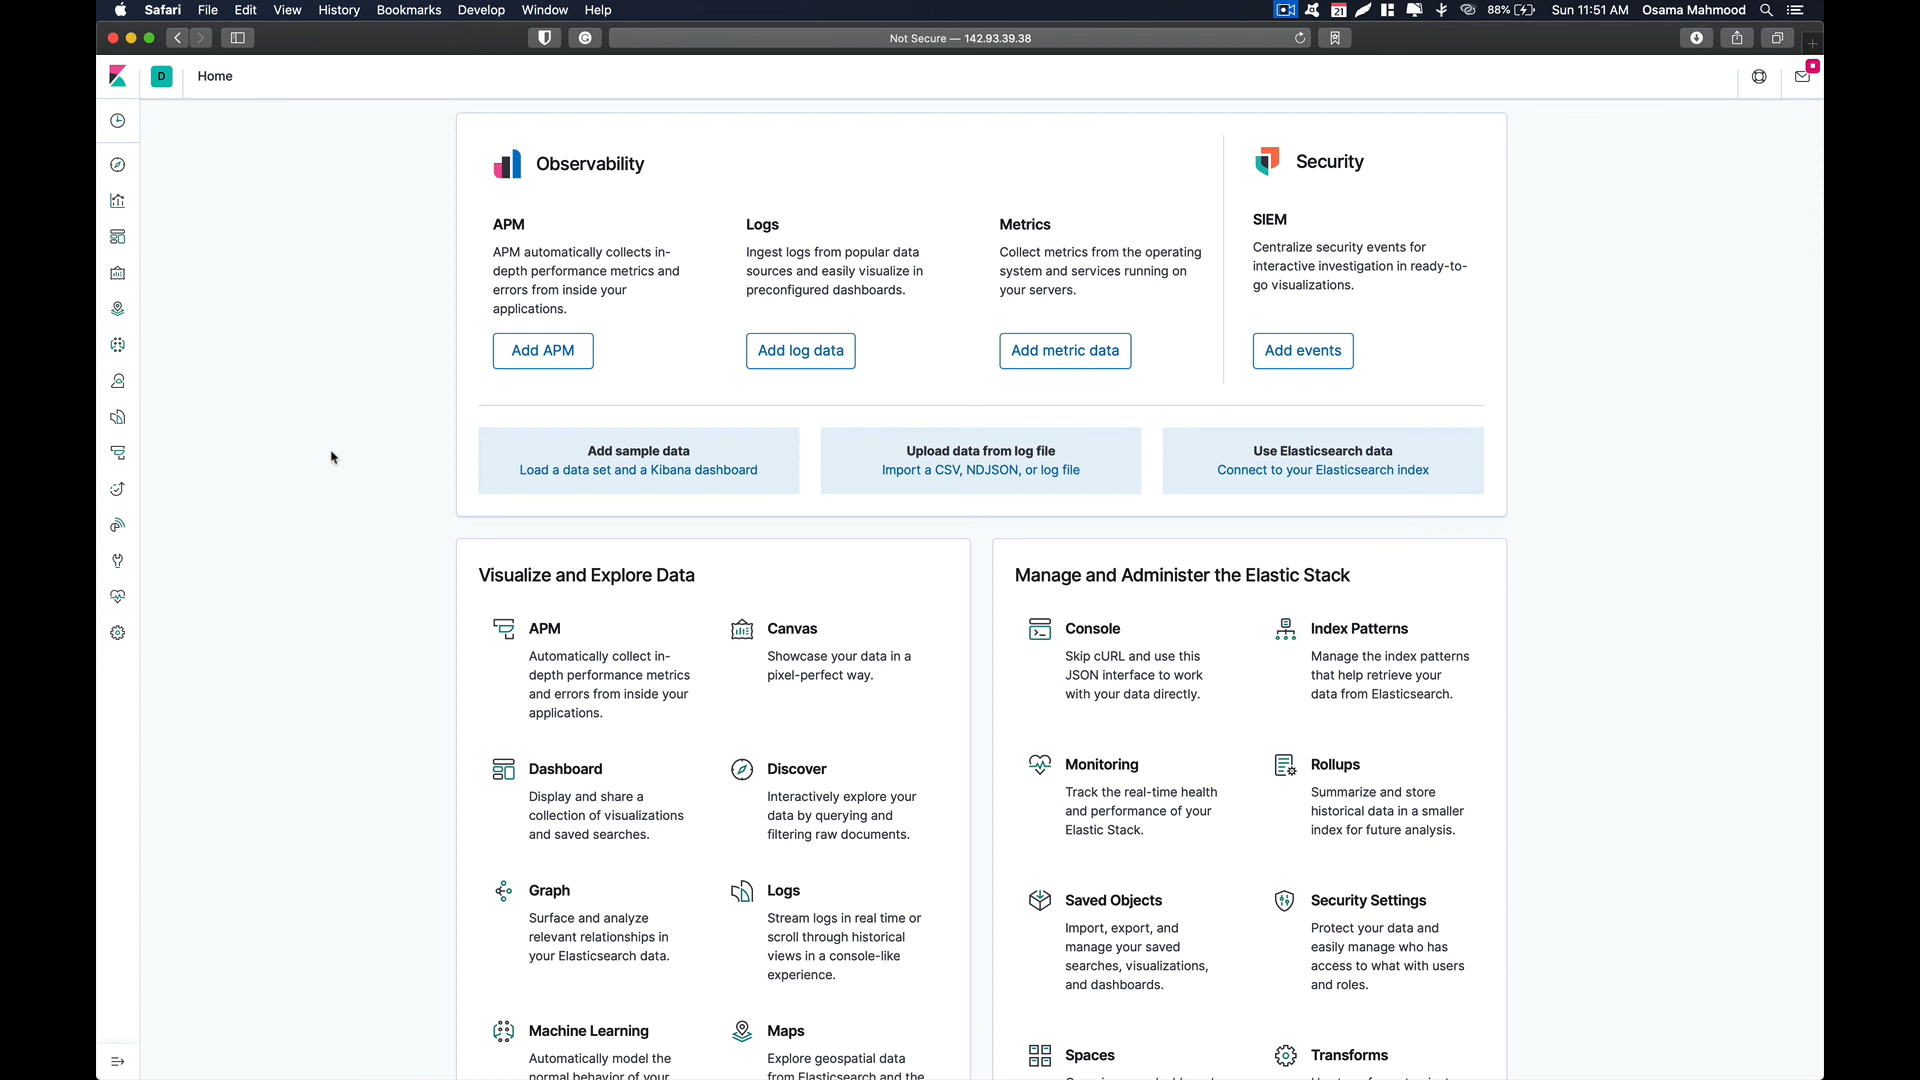 Safari File Edit View History Bookmarks Develop Window Help
21 88% Sun 11:51 AM Osama Mahmood
Not Secure — 142.93.39.38
D Home
Observability
Security
APM
APM automatically collects in-
depth performance metrics and
errors from inside your
applications.
Add APM
Logs
Ingest logs from popular data
sources and easily visualize in
preconfigured dashboards.
Add log data
Metrics
Collect metrics from the operating
system and services running on
your servers.
Add metric data
SIEM
Centralize security events for
interactive investigation in ready-to-
go visualizations.
Add events
Add sample data
Load a data set and a Kibana dashboard
Upload data from log file
Import a CSV, NDJSON, or log file
Use Elasticsearch data
Connect to your Elasticsearch index
Visualize and Explore Data
APM
Automatically collect in-
depth performance metrics
and errors from inside your
applications.
Canvas
Showcase your data in a
pixel-perfect way.
Dashboard
Display and share a
collection of visualizations
and saved searches.
Discover
Interactively explore your
data by querying and
filtering raw documents.
Graph
Surface and analyze
relevant relationships in
your Elasticsearch data.
Logs
Stream logs in real time or
scroll through historical
views in a console-like
experience.
Machine Learning
Automatically model the
normal behavior of your
Maps
Explore geospatial data
from Elasticsearch and the
Manage and Administer the Elastic Stack
Console
Skip cURL and use this
JSON interface to work
with your data directly.
Index Patterns
Manage the index patterns
that help retrieve your
data from Elasticsearch.
Monitoring
Track the real-time health
and performance of your
Elastic Stack.
Rollups
Summarize and store
historical data in a smaller
index for future analysis.
Saved Objects
Import, export, and
manage your saved
searches, visualizations,
and dashboards.
Security Settings
Protect your data and
easily manage who has
access to what with users
and roles.
Spaces
Transforms